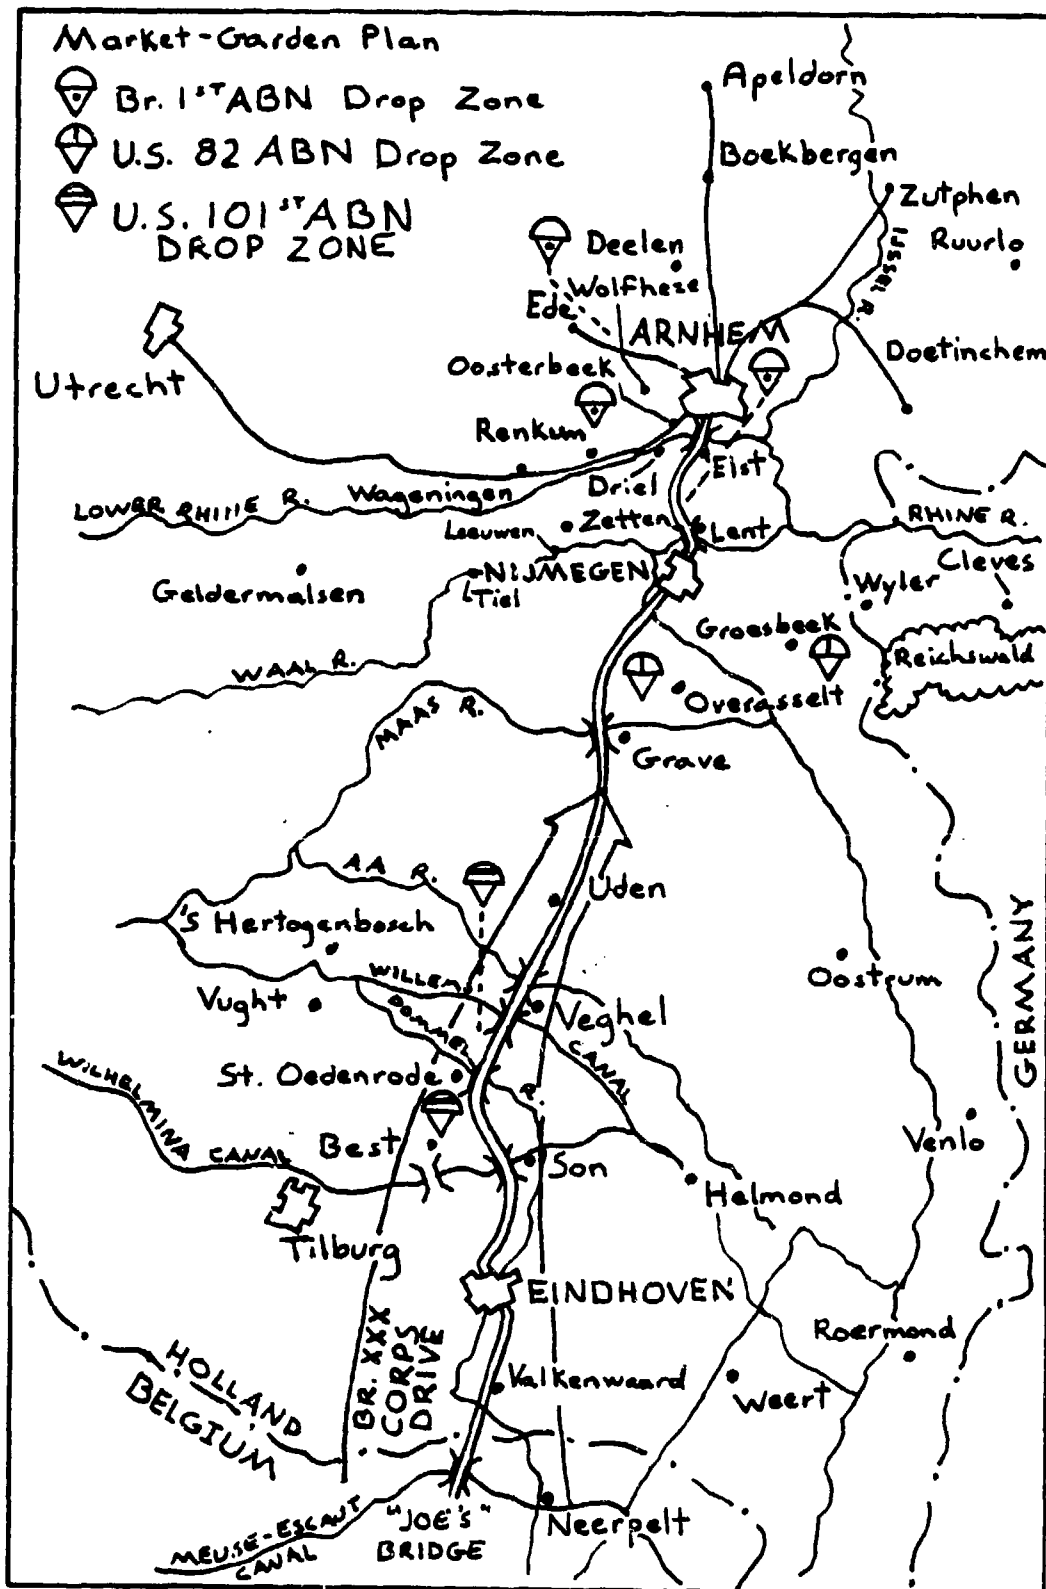 Market-Garden Plan
Br. 1ST ABN Drop Zone
U.S. 82 ABN Drop Zone
U.S. 101ST ABN
DROP ZONE
Apeldorn
Boekbergen
Zutphen
Ruurlo
IJSSEL R.
Deelen
Wolfheze
Ede
ARNHEM
Doetinchem
Oosterbeek
Utrecht
Renkum
Elst
Driel
Wageningen
LOWER RHINE R.
RHINE R.
Zetten
Lent
Leeuwen
Cleves
NIJMEGEN
Tiel
Wyler
Geldermalsen
Groesbeek
Reichswald
WAAL R.
Overasselt
MAAS R.
Grave
AA R.
Uden
'S Hertogenbosch
Oostrum
GERMANY
WILLEMS
CANAL
Vught
Veghel
DOMMEL
R.
St. Oedenrode
WILHELMINA
CANAL
Best
Son
Venlo
Helmond
Tilburg
EINDHOVEN
Roermond
BR. XXX
CORPS
DRIVE
HOLLAND
BELGIUM
Valkenwaard
Weert
MEUSE-ESCAUT
CANAL
"JOE'S"
BRIDGE
Neerpelt